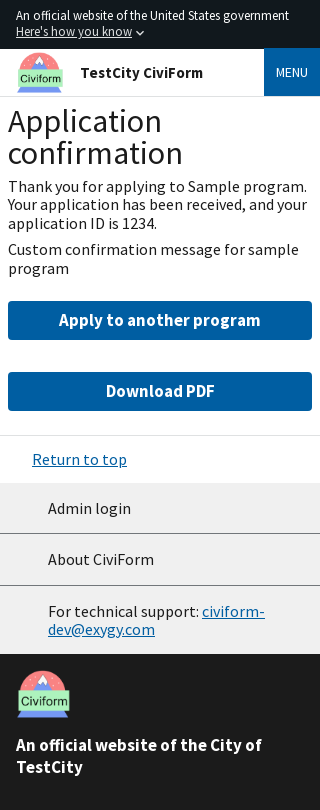 An official website of the United States government
Here's how you know
Civiform
TestCity CiviForm
MENU
Application
confirmation
Thank you for applying to Sample program.
Your application has been received, and your
application ID is 1234.
Custom confirmation message for sample
program
Apply to another program
Download PDF
Return to top
Admin login
About CiviForm
For technical support: civiform-
dev@exygy.com
Civiform
An official website of the City of
TestCity